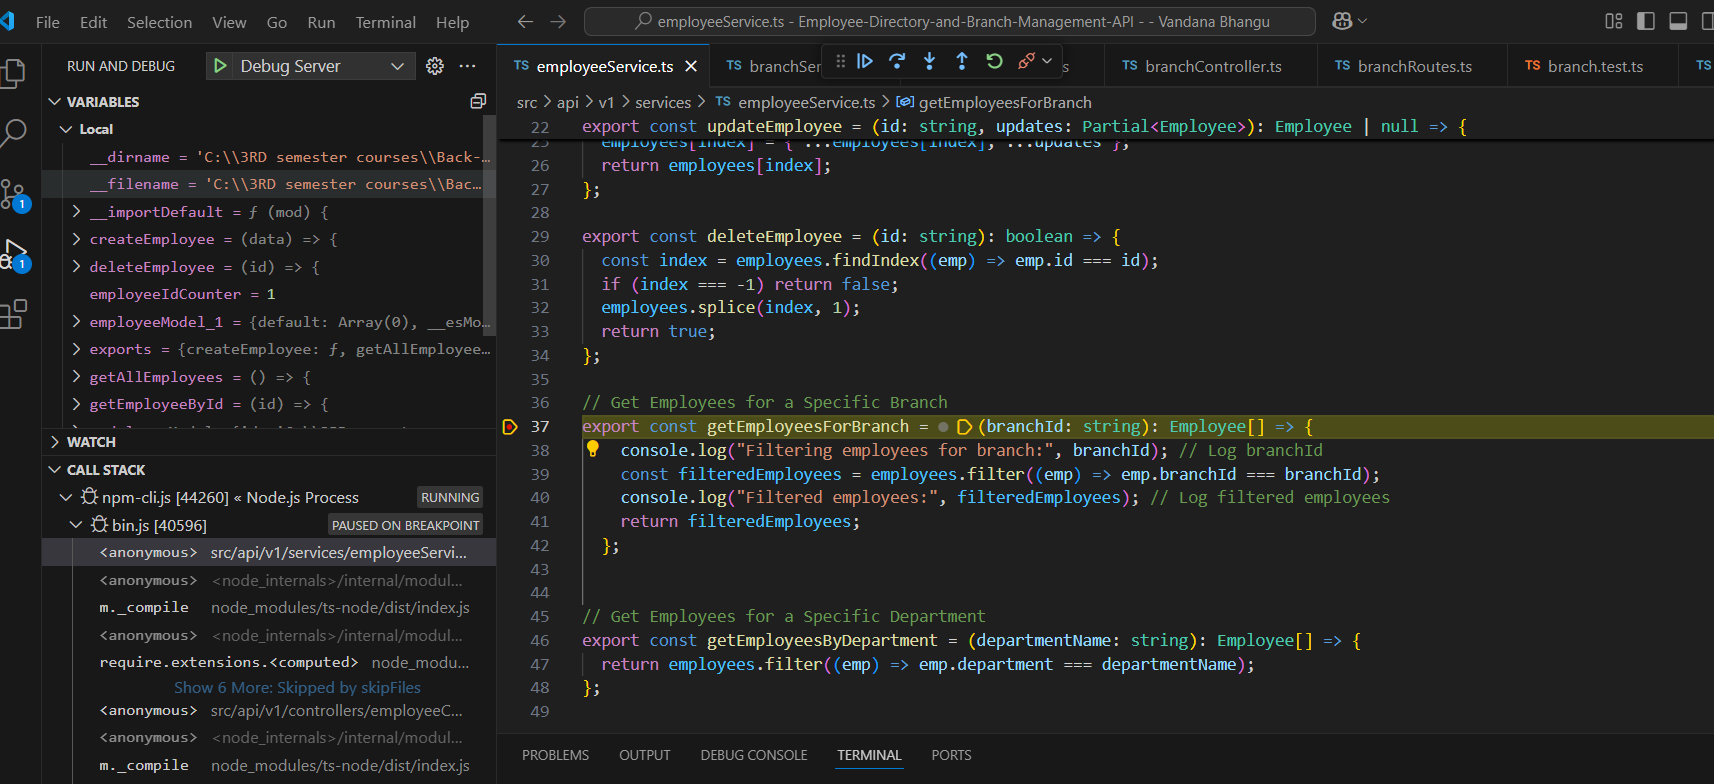 File Edit Selection View Go Run Terminal Help
employeeService.ts - Employee-Directory-and-Branch-Management-API - - Vandana Bhangu
RUN AND DEBUG
Debug Server
VARIABLES
Local
__dirname = 'C:\\3RD semester courses\\Back-...
__filename = 'C:\\3RD semester courses\\Bac...
__importDefault = ƒ (mod) {
createEmployee = (data) => {
deleteEmployee = (id) => {
employeeIdCounter = 1
employeeModel_1 = {default: Array(0), __esMo...
exports = {createEmployee: ƒ, getAllEmployee...
getAllEmployees = () => {
getEmployeeById = (id) => {
WATCH
CALL STACK
npm-cli.js [44260] « Node.js Process RUNNING
bin.js [40596] PAUSED ON BREAKPOINT
<anonymous> src/api/v1/services/employeeServi...
<anonymous> <node_internals>/internal/modul...
m._compile node_modules/ts-node/dist/index.js
<anonymous> <node_internals>/internal/modul...
require.extensions.<computed> node_modu...
Show 6 More: Skipped by skipFiles
<anonymous> src/api/v1/controllers/employeeC...
<anonymous> <node_internals>/internal/modul...
m._compile node_modules/ts-node/dist/index.js
1
1
TS employeeService.ts TS branchSer s TS branchController.ts TS branchRoutes.ts TS branch.test.ts TS
src > api > v1 > services > TS employeeService.ts > getEmployeesForBranch
22 export const updateEmployee = (id: string, updates: Partial<Employee>): Employee | null => {
25 employees[index] = { ...employees[index], ...updates };
26 return employees[index];
27 };
28
29 export const deleteEmployee = (id: string): boolean => {
30 const index = employees.findIndex((emp) => emp.id === id);
31 if (index === -1) return false;
32 employees.splice(index, 1);
33 return true;
34 };
35
36 // Get Employees for a Specific Branch
37 export const getEmployeesForBranch = (branchId: string): Employee[] => {
38 console.log("Filtering employees for branch:", branchId); // Log branchId
39 const filteredEmployees = employees.filter((emp) => emp.branchId === branchId);
40 console.log("Filtered employees:", filteredEmployees); // Log filtered employees
41 return filteredEmployees;
42 };
43
44
45 // Get Employees for a Specific Department
46 export const getEmployeesByDepartment = (departmentName: string): Employee[] => {
47 return employees.filter((emp) => emp.department === departmentName);
48 };
49
PROBLEMS OUTPUT DEBUG CONSOLE TERMINAL PORTS